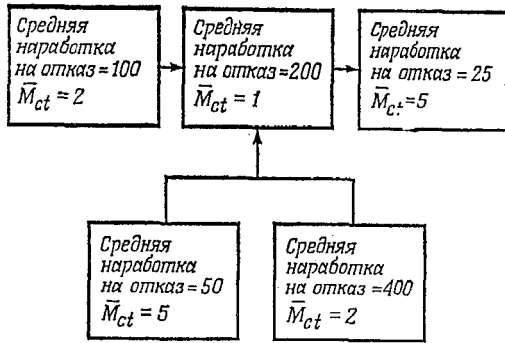 Средняя
наработка
на отказ=100
M̅ct = 2
Средняя
наработка
на отказ=200
M̅ct = 1
Средняя
наработка
на отказ = 25
M̅ct =5
Средняя
наработка
на отказ =50
M̅ct = 5
Средняя
наработка
на отказ =400
M̅ct = 2